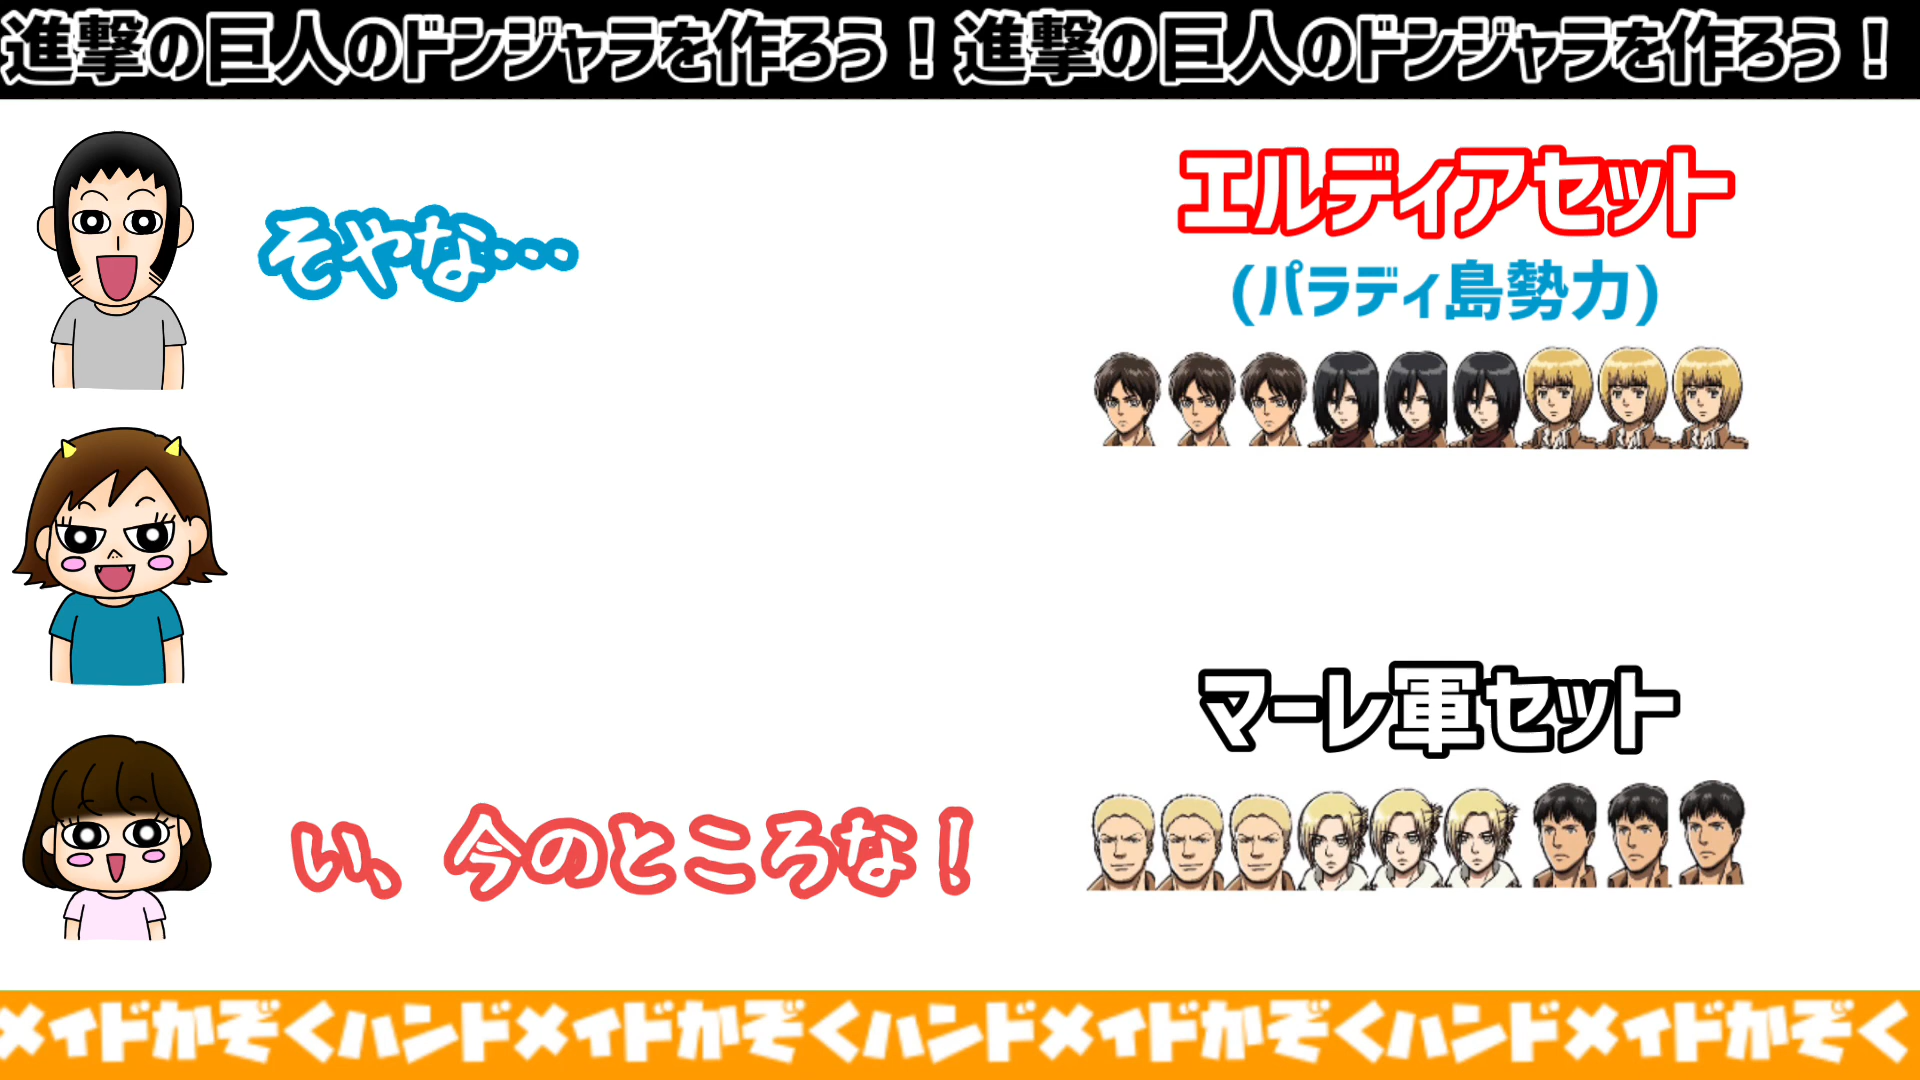 進撃の巨人のドンジャラを作ろう！進撃の巨人のドンジャラを作ろう！
そやな…
エルディアセット
(パラディ島勢力)
マーレ軍セット
い、今のところな！
メイドかぞくハンドメイドかぞくハンドメイドかぞくハンドメイドかぞく